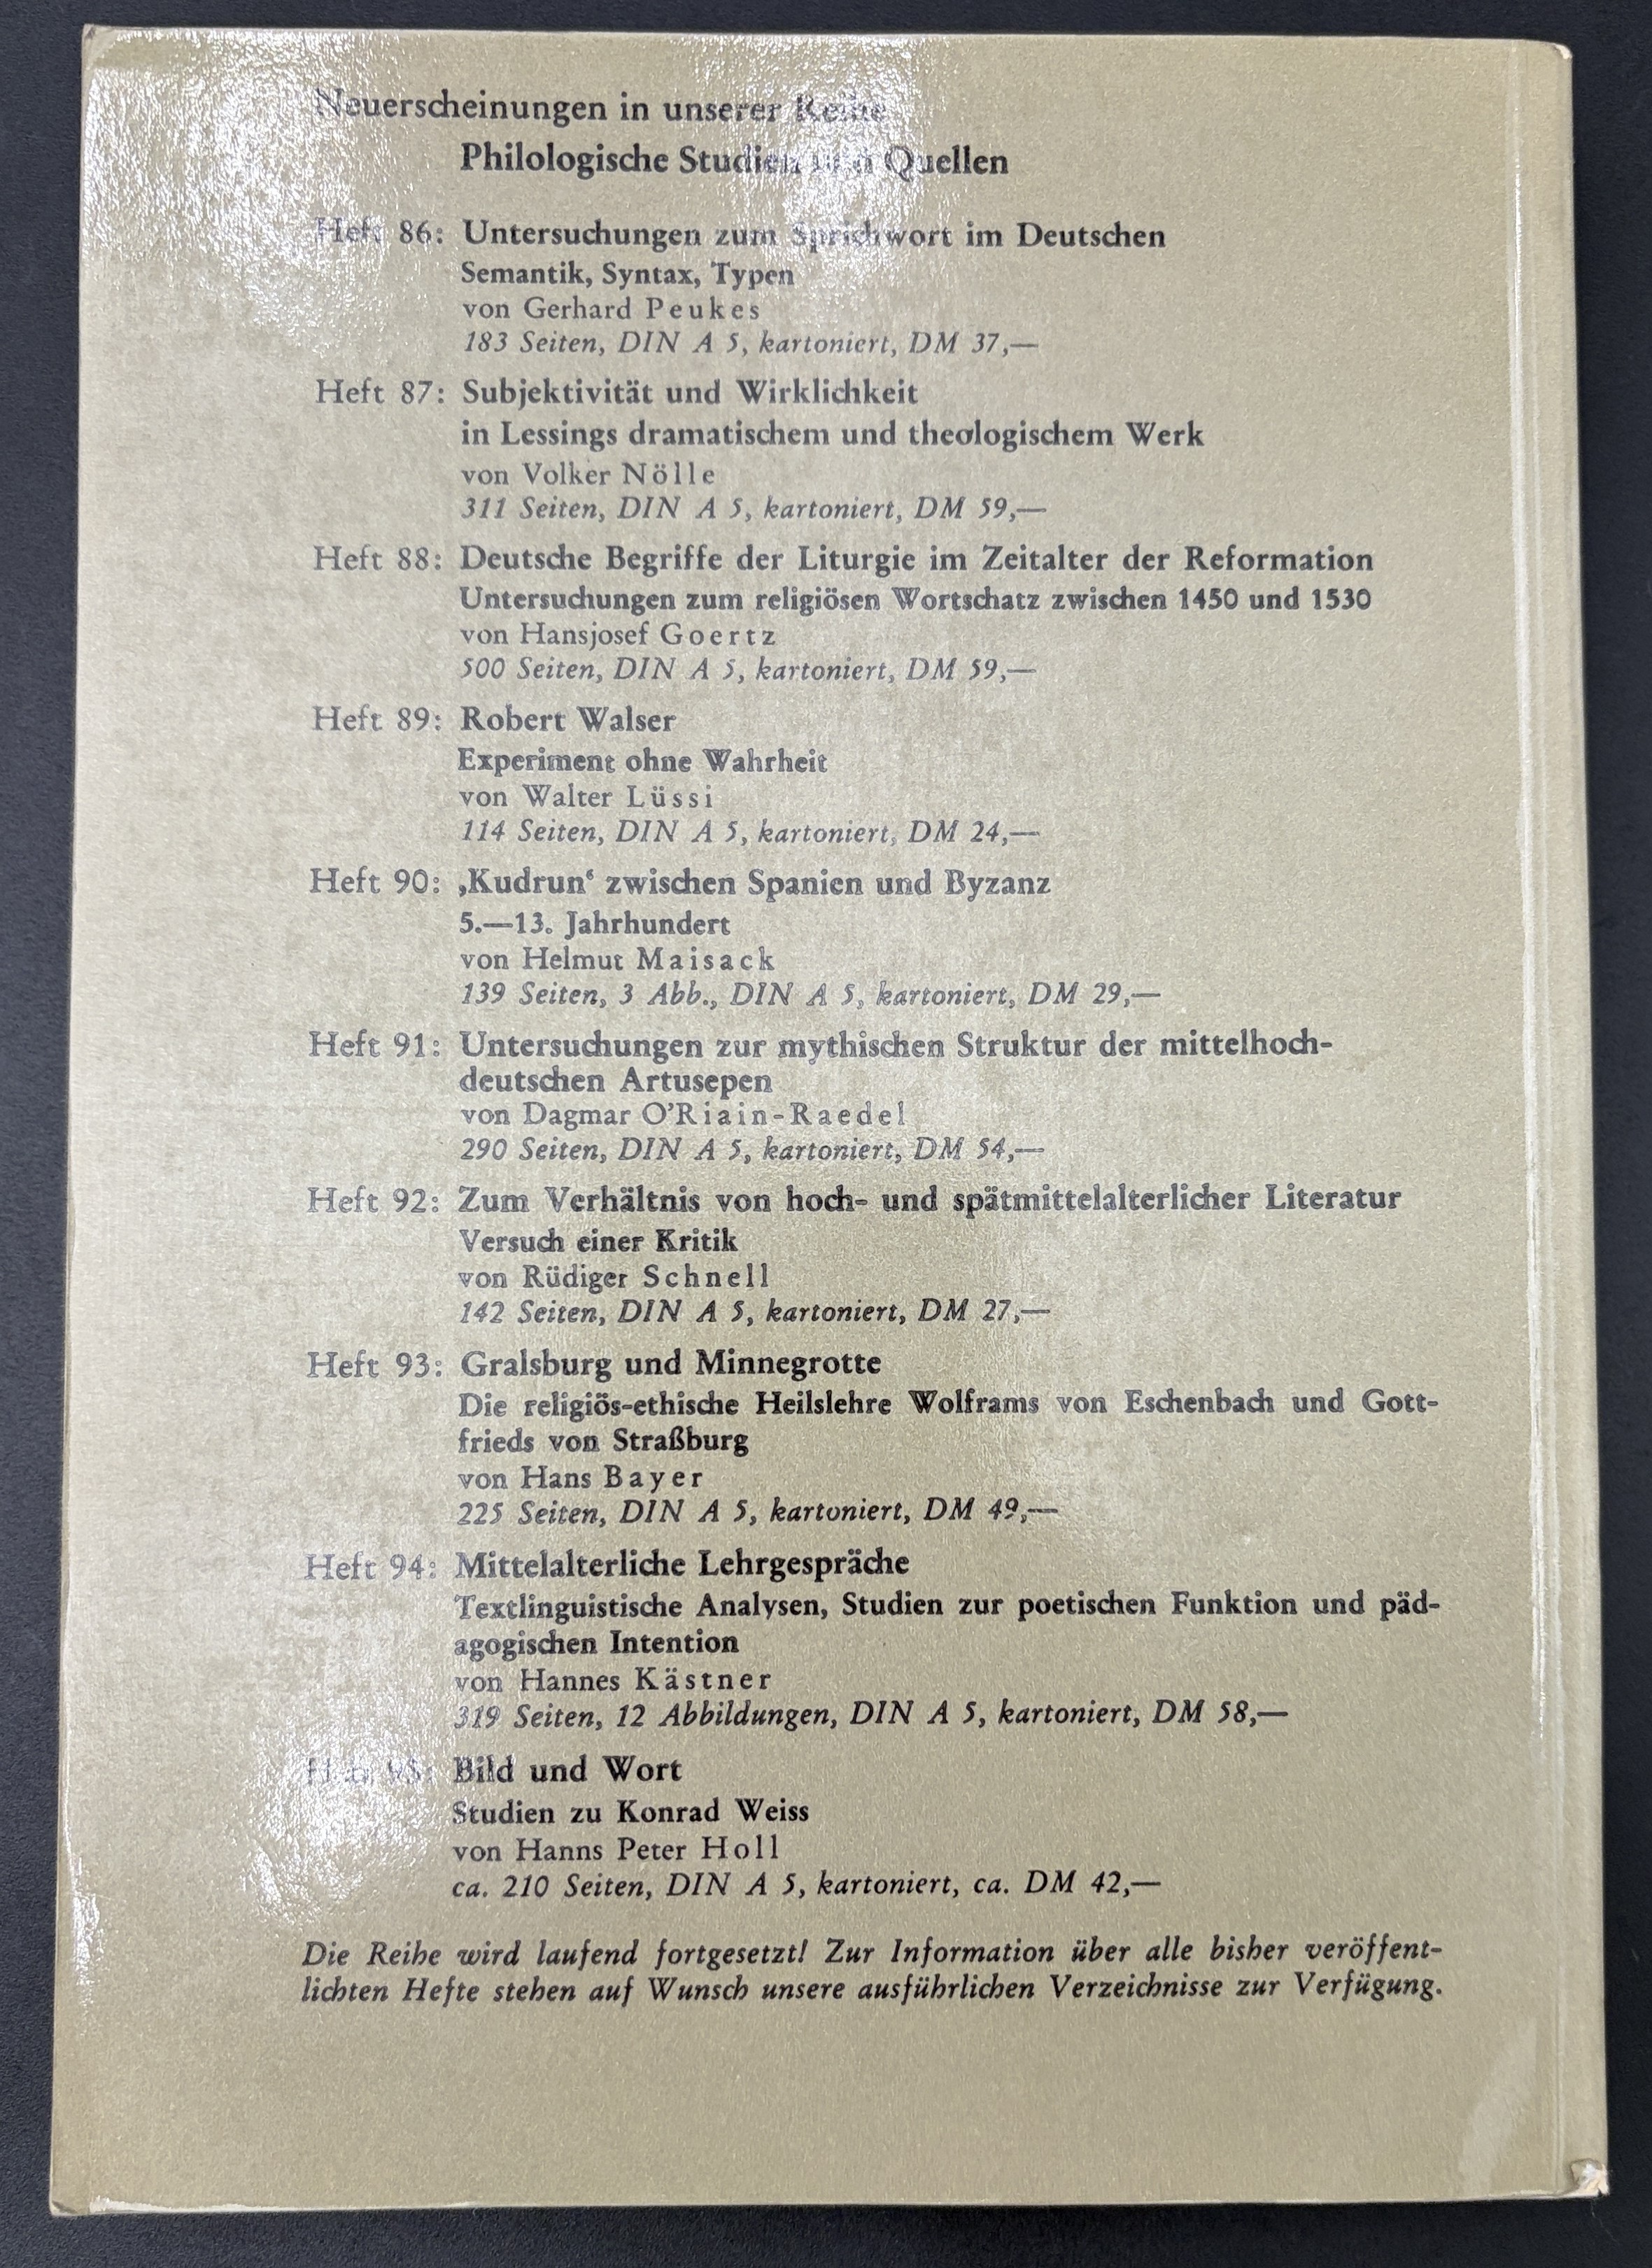 Neuerscheinungen in unserer Reihe
Philologische Studien und Quellen
Heft 86: Untersuchungen zum Sprichwort im Deutschen
Semantik, Syntax, Typen
von Gerhard Peukes
183 Seiten, DIN A 5, kartoniert, DM 37,—
Heft 87: Subjektivität und Wirklichkeit
in Lessings dramatischem und theologischem Werk
von Volker Nölle
311 Seiten, DIN A 5, kartoniert, DM 59,—
Heft 88: Deutsche Begriffe der Liturgie im Zeitalter der Reformation
Untersuchungen zum religiösen Wortschatz zwischen 1450 und 1530
von Hansjosef Goertz
500 Seiten, DIN A 5, kartoniert, DM 59,—
Heft 89: Robert Walser
Experiment ohne Wahrheit
von Walter Lüssi
114 Seiten, DIN A 5, kartoniert, DM 24,—
Heft 90: ‚Kudrun‘ zwischen Spanien und Byzanz
5.—13. Jahrhundert
von Helmut Maisack
139 Seiten, 3 Abb., DIN A 5, kartoniert, DM 29,—
Heft 91: Untersuchungen zur mythischen Struktur der mittelhoch-
deutschen Artusepen
von Dagmar O’Riain-Raedel
290 Seiten, DIN A 5, kartoniert, DM 54,—
Heft 92: Zum Verhältnis von hoch- und spätmittelalterlicher Literatur
Versuch einer Kritik
von Rüdiger Schnell
142 Seiten, DIN A 5, kartoniert, DM 27,—
Heft 93: Gralsburg und Minnegrotte
Die religiös-ethische Heilslehre Wolframs von Eschenbach und Gott-
frieds von Straßburg
von Hans Bayer
225 Seiten, DIN A 5, kartoniert, DM 49,—
Heft 94: Mittelalterliche Lehrgespräche
Textlinguistische Analysen, Studien zur poetischen Funktion und päd-
agogischen Intention
von Hannes Kästner
319 Seiten, 12 Abbildungen, DIN A 5, kartoniert, DM 58,—
Heft 95: Bild und Wort
Studien zu Konrad Weiss
von Hanns Peter Holl
ca. 210 Seiten, DIN A 5, kartoniert, ca. DM 42,—
Die Reihe wird laufend fortgesetzt! Zur Information über alle bisher veröffent-
lichten Hefte stehen auf Wunsch unsere ausführlichen Verzeichnisse zur Verfügung.